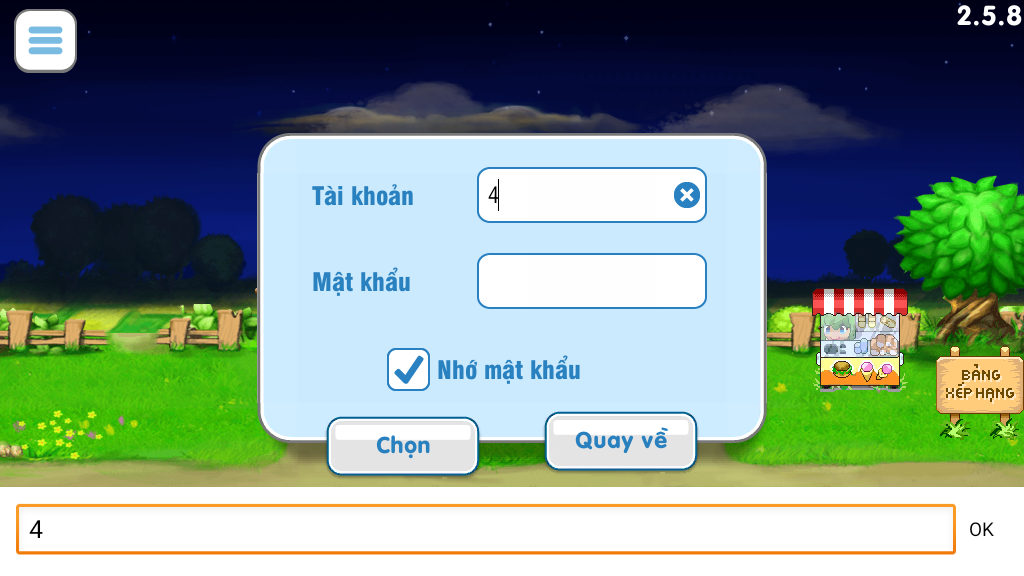 2.5.8
Tài khoản
4
Mật khẩu
Nhớ mật khẩu
Chọn
Quay về
BẢNG
XẾP HẠNG
4
OK